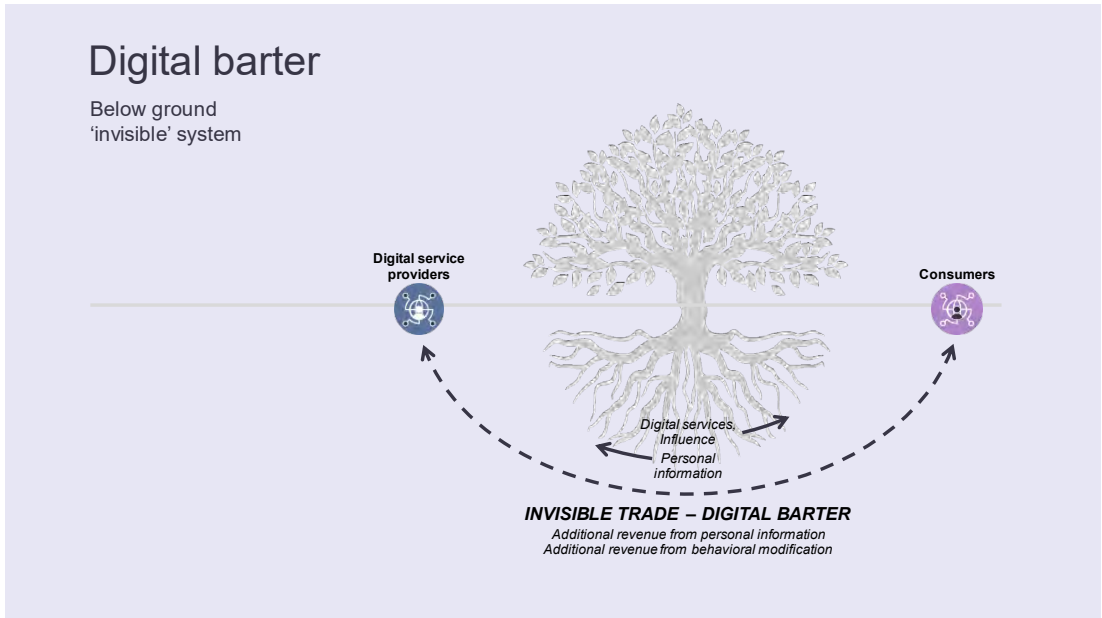 Digital barter
Below ground
‘invisible’ system
Digital service
providers
Consumers
Digital services,
Influence
Personal
information
INVISIBLE TRADE – DIGITAL BARTER
Additional revenue from personal information
Additional revenue from behavioral modification